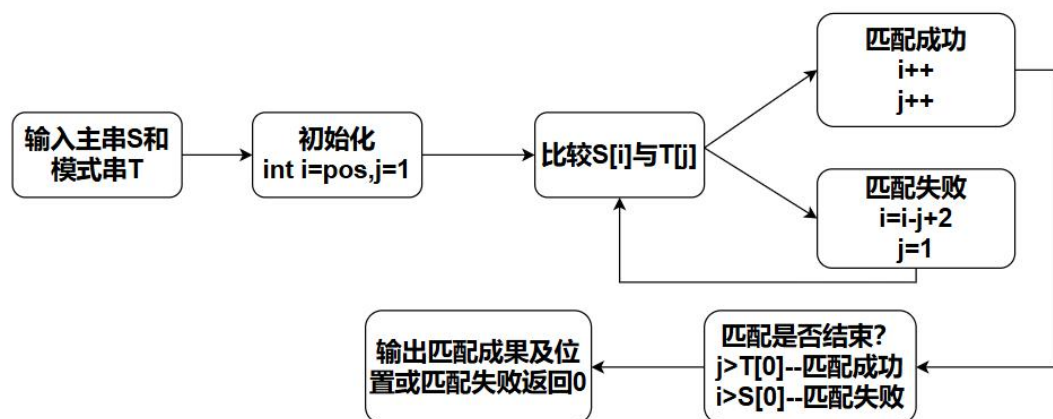 输入主串S和
模式串T
初始化
int i=pos,j=1
比较S[i]与T[j]
匹配成功
i++
j++
匹配失败
i=i-j+2
j=1
匹配是否结束?
j>T[0]--匹配成功
i>S[0]--匹配失败
输出匹配成果及位
置或匹配失败返回0